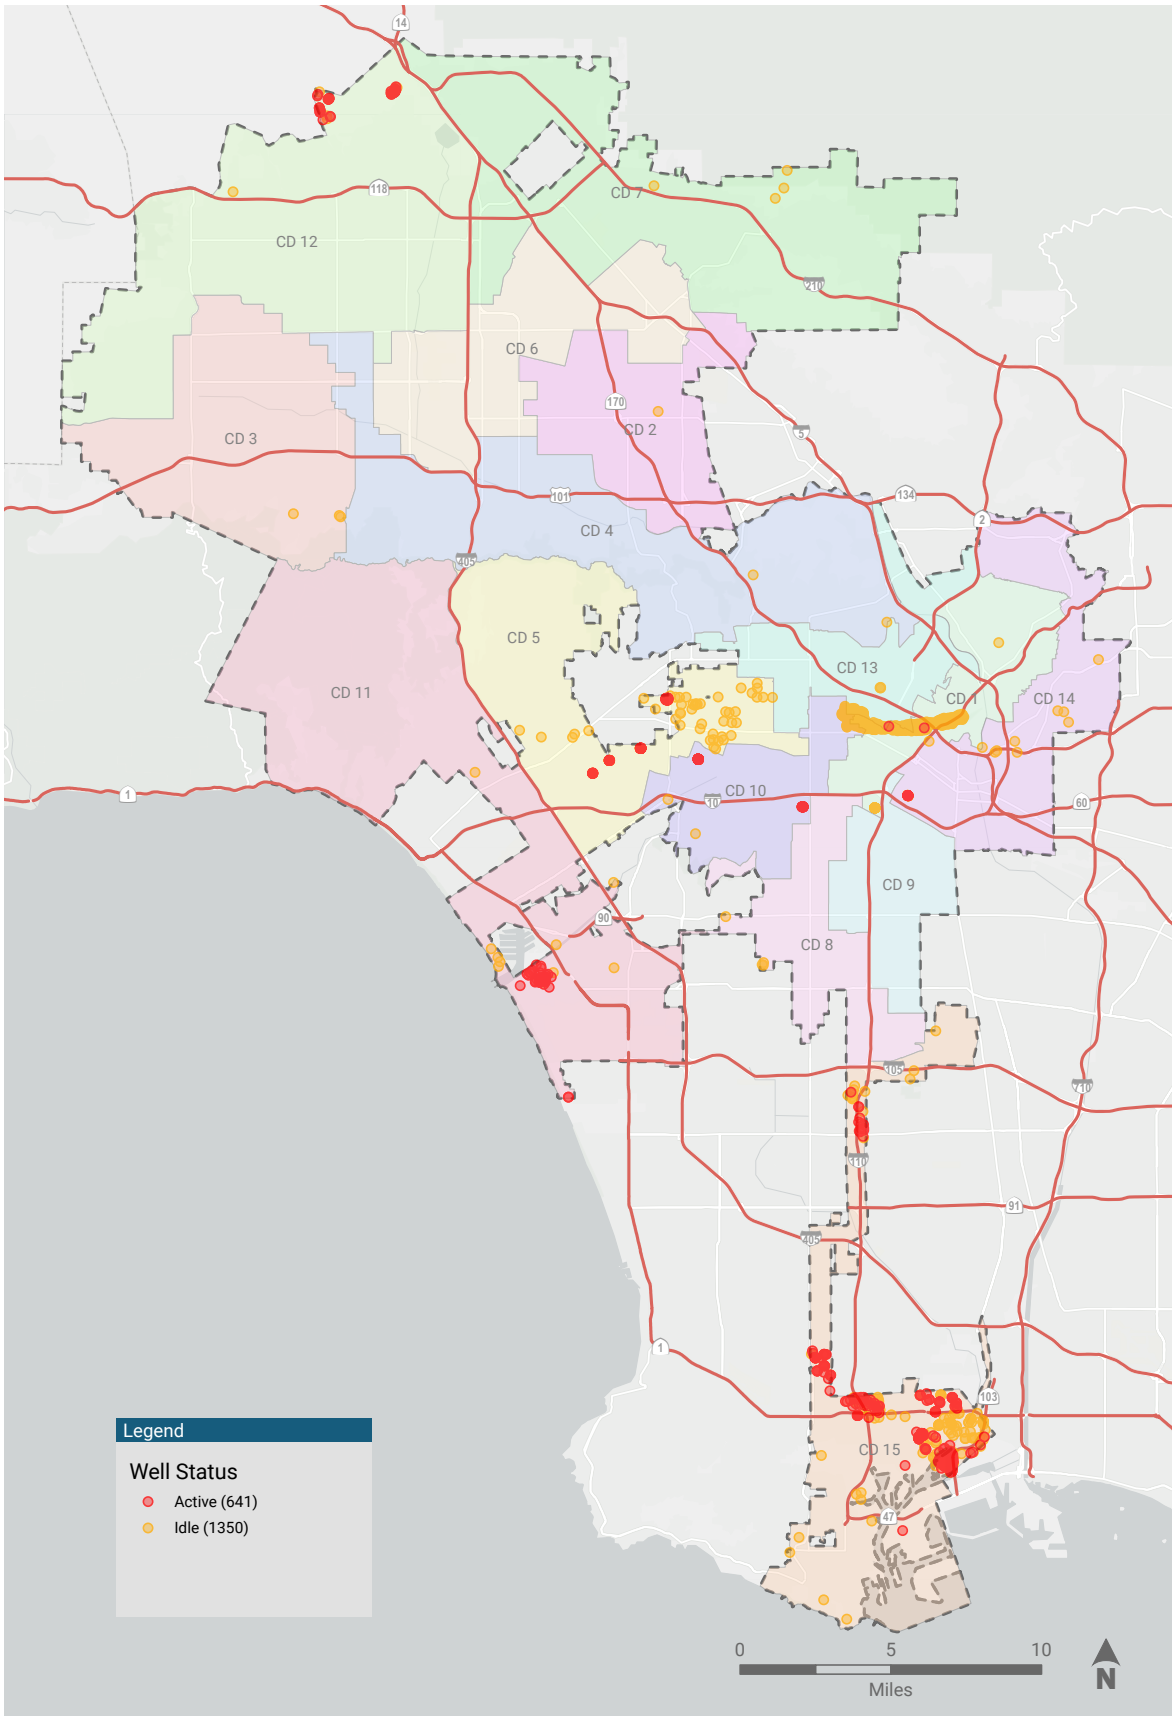 14
118
CD 12
CD 7
210
CD 6
170
CD 2
5
CD 3
101
134
2
CD 4
405
CD 5
CD 13
CD 11
CD 1
CD 14
1
10
CD 10
60
CD 9
90
CD 8
105
710
110
91
405
1
103
CD 15
47
Legend
Well Status
Active (641)
Idle (1350)
0 5 10
Miles
N